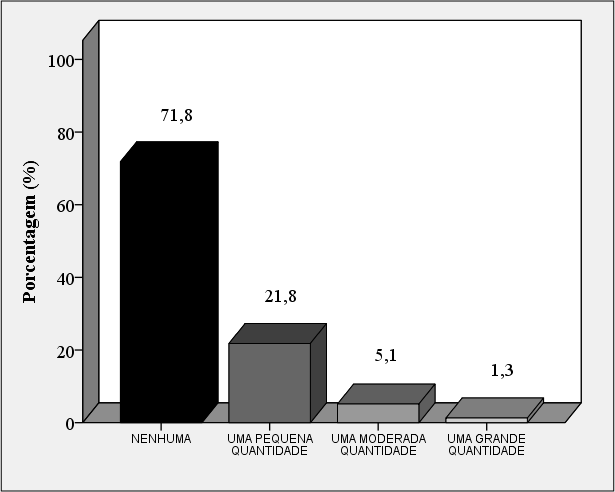 Porcentagem (%)
100
80
60
40
20
0
71,8
21,8
5,1
1,3
NENHUMA
UMA PEQUENA
QUANTIDADE
UMA MODERADA
QUANTIDADE
UMA GRANDE
QUANTIDADE